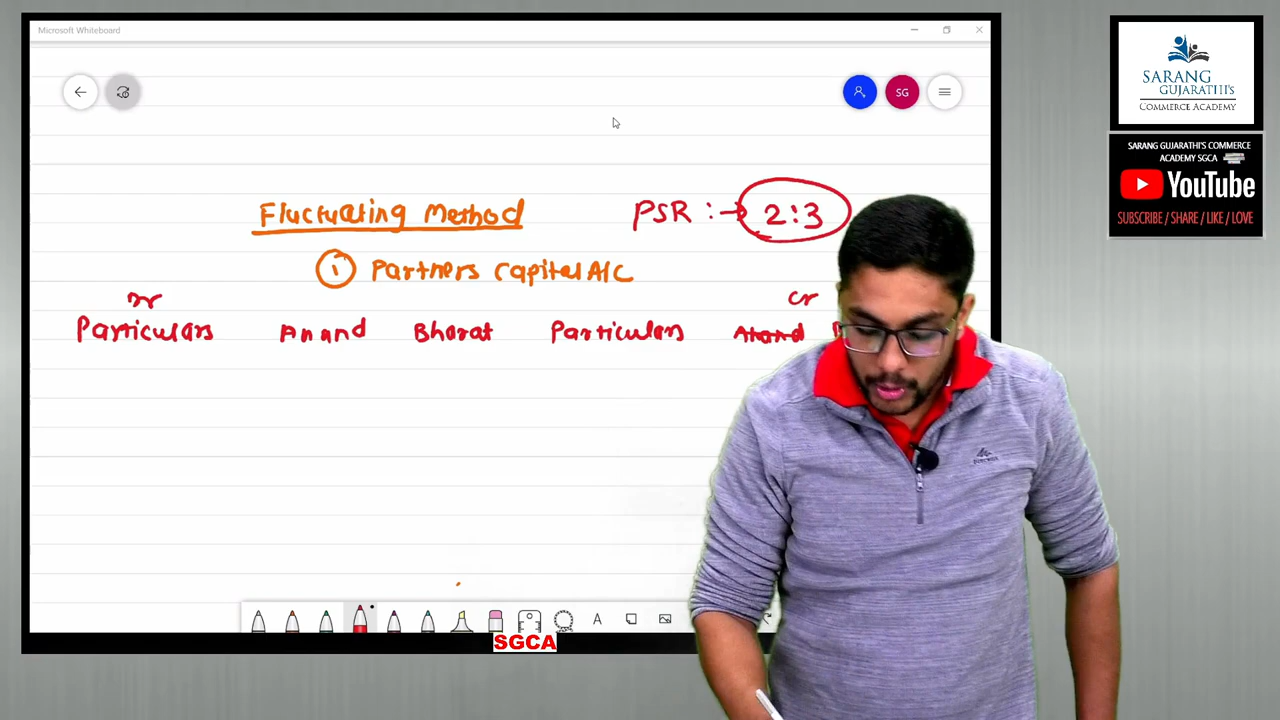 Microsoft Whiteboard
SG
Fluctuating Method
PSR :→ 2:3
1 Partners Capital A/C
cr
Particulars Anand Bharat Particulars Anand
SGCA
SARANG
GUJARATHI'S
COMMERCE ACADEMY
SARANG GUJARATHI'S COMMERCE
ACADEMY SGCA
YouTube
SUBSCRIBE / SHARE / LIKE / LOVE